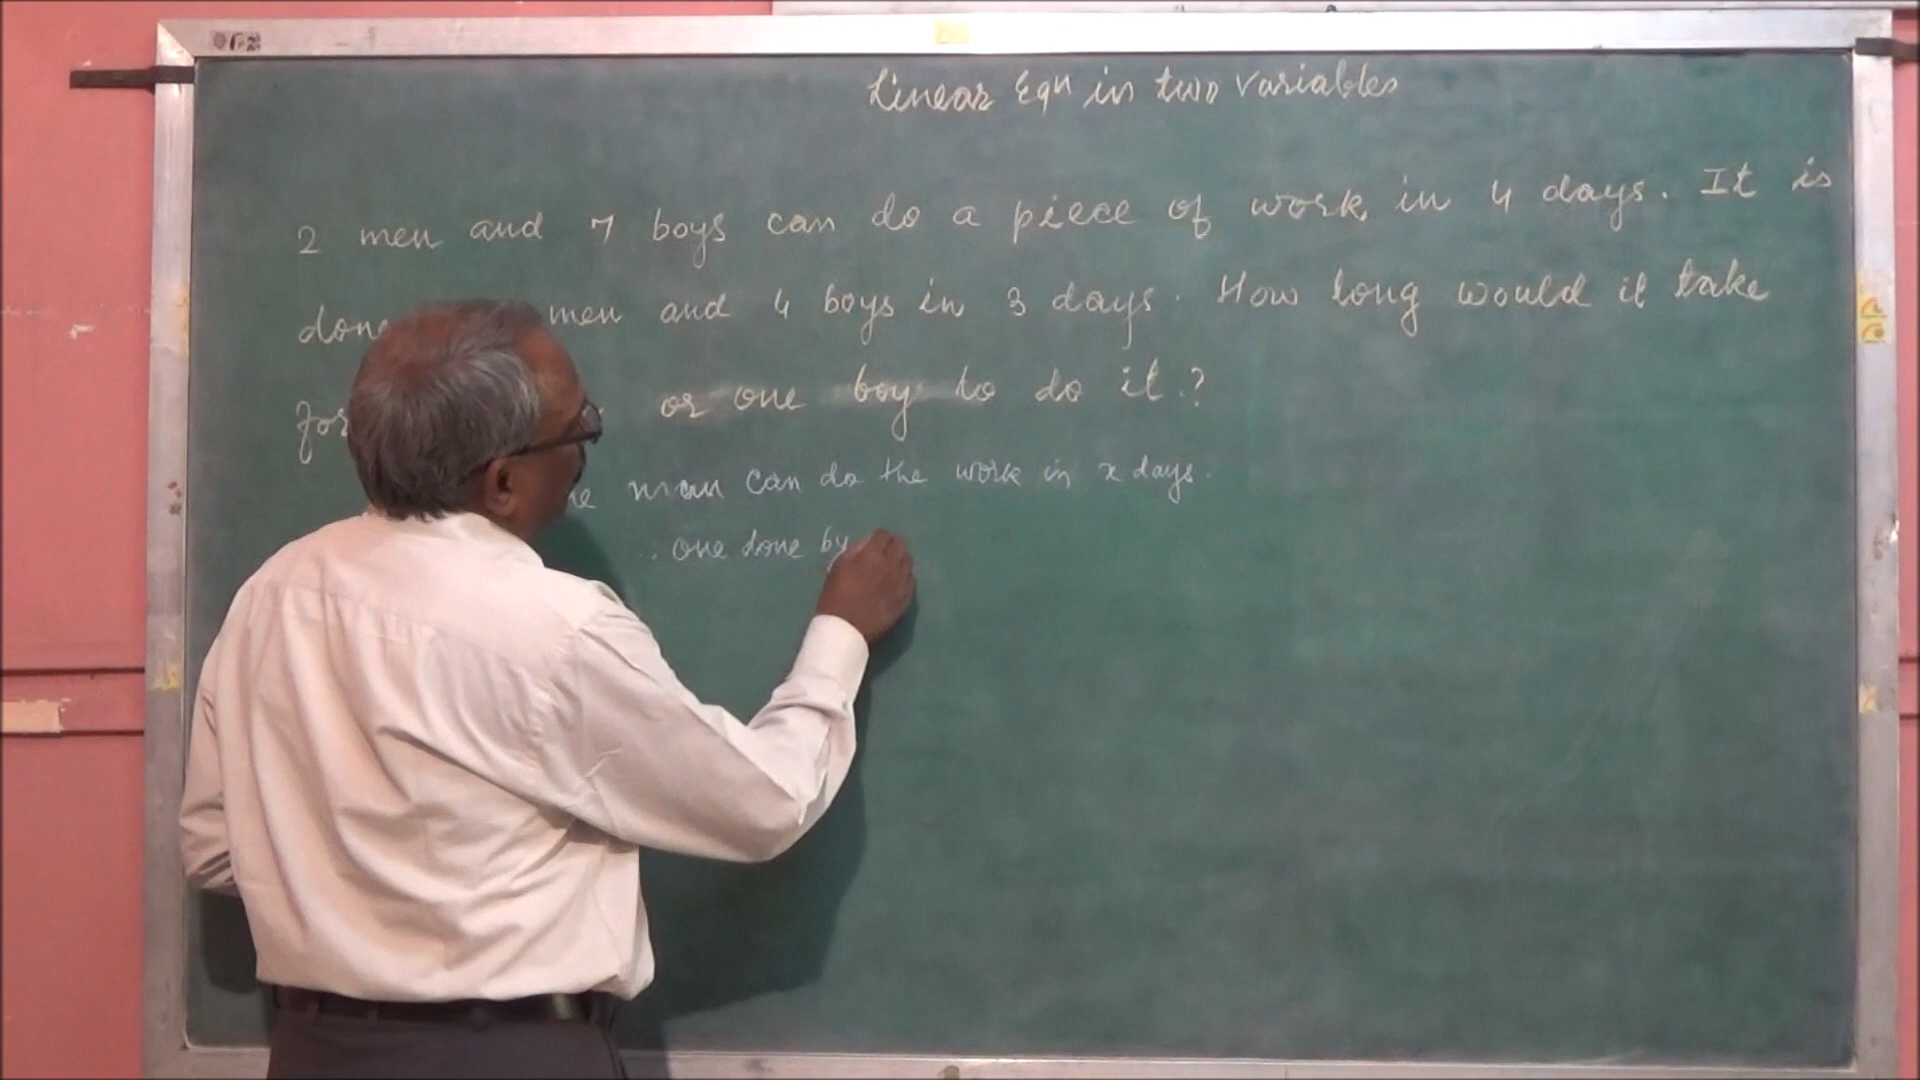 Linear Eqn in two variables
2 men and 7 boys can do a piece of work in 4 days. It is
done men and 4 boys in 3 days. How long would it take
for or one boy to do it.?
man can do the work in x days.
∴ one done by